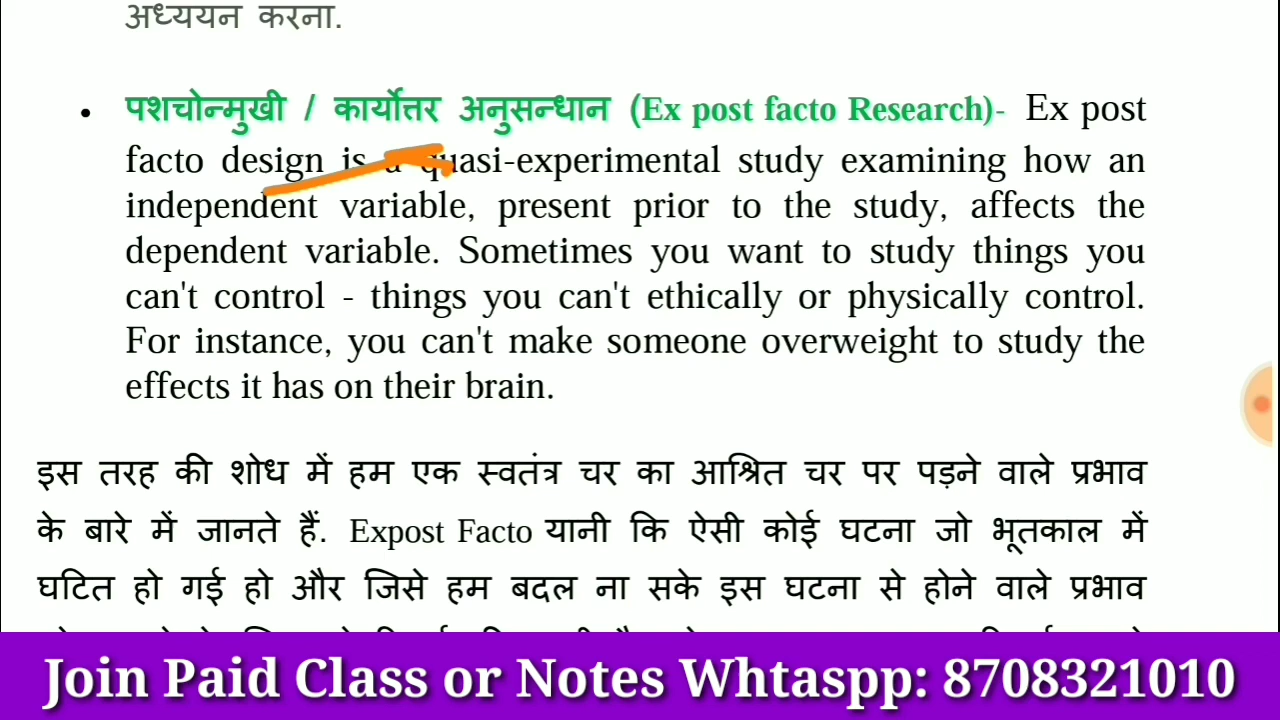 अध्ययन करना.
• पशचोन्मुखी / कार्योत्तर अनुसन्धान (Ex post facto Research)- Ex post
facto design is a quasi-experimental study examining how an
independent variable, present prior to the study, affects the
dependent variable. Sometimes you want to study things you
can't control - things you can't ethically or physically control.
For instance, you can't make someone overweight to study the
effects it has on their brain.
इस तरह की शोध में हम एक स्वतंत्र चर का आश्रित चर पर पड़ने वाले प्रभाव
के बारे में जानते हैं. Expost Facto यानी कि ऐसी कोई घटना जो भूतकाल में
घटित हो गई हो और जिसे हम बदल ना सके इस घटना से होने वाले प्रभाव
Join Paid Class or Notes Whtaspp: 8708321010